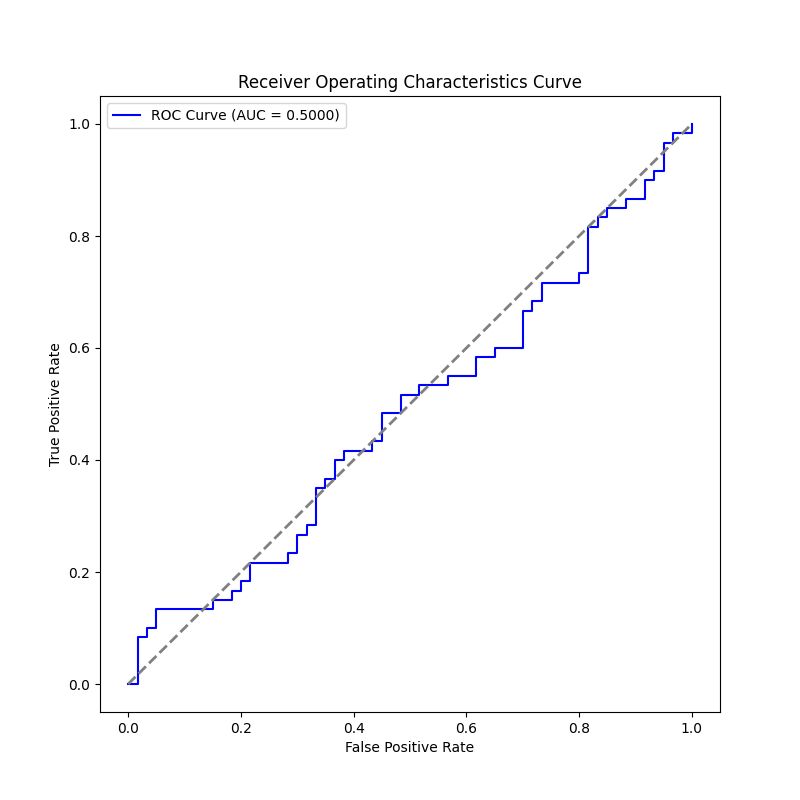 Receiver Operating Characteristics Curve
ROC Curve (AUC = 0.5000)
1.0
0.8
0.6
0.4
0.2
0.0
True Positive Rate
0.0 0.2 0.4 0.6 0.8 1.0
False Positive Rate